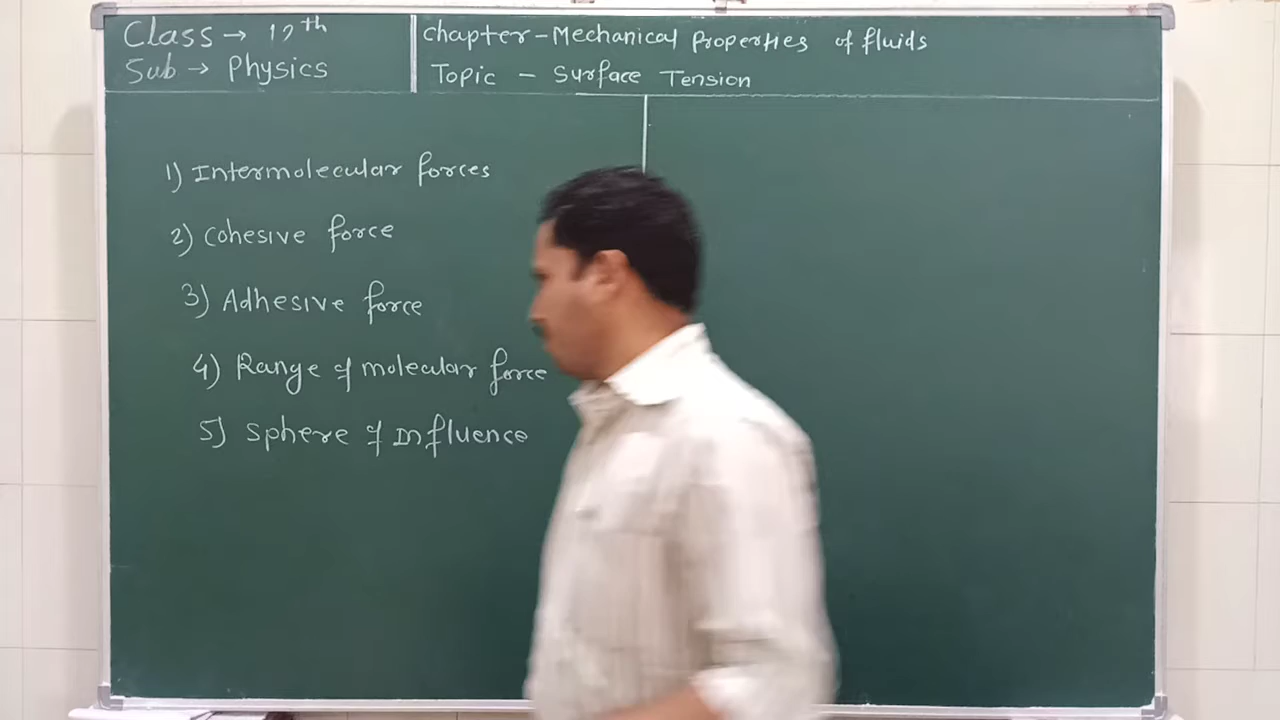 Class → 12th
Sub → Physics
Chapter - Mechanical Properties of fluids
Topic - Surface Tension
1) Intermolecular forces
2) Cohesive force
3) Adhesive force
4) Range of molecular force
5) Sphere of Influence